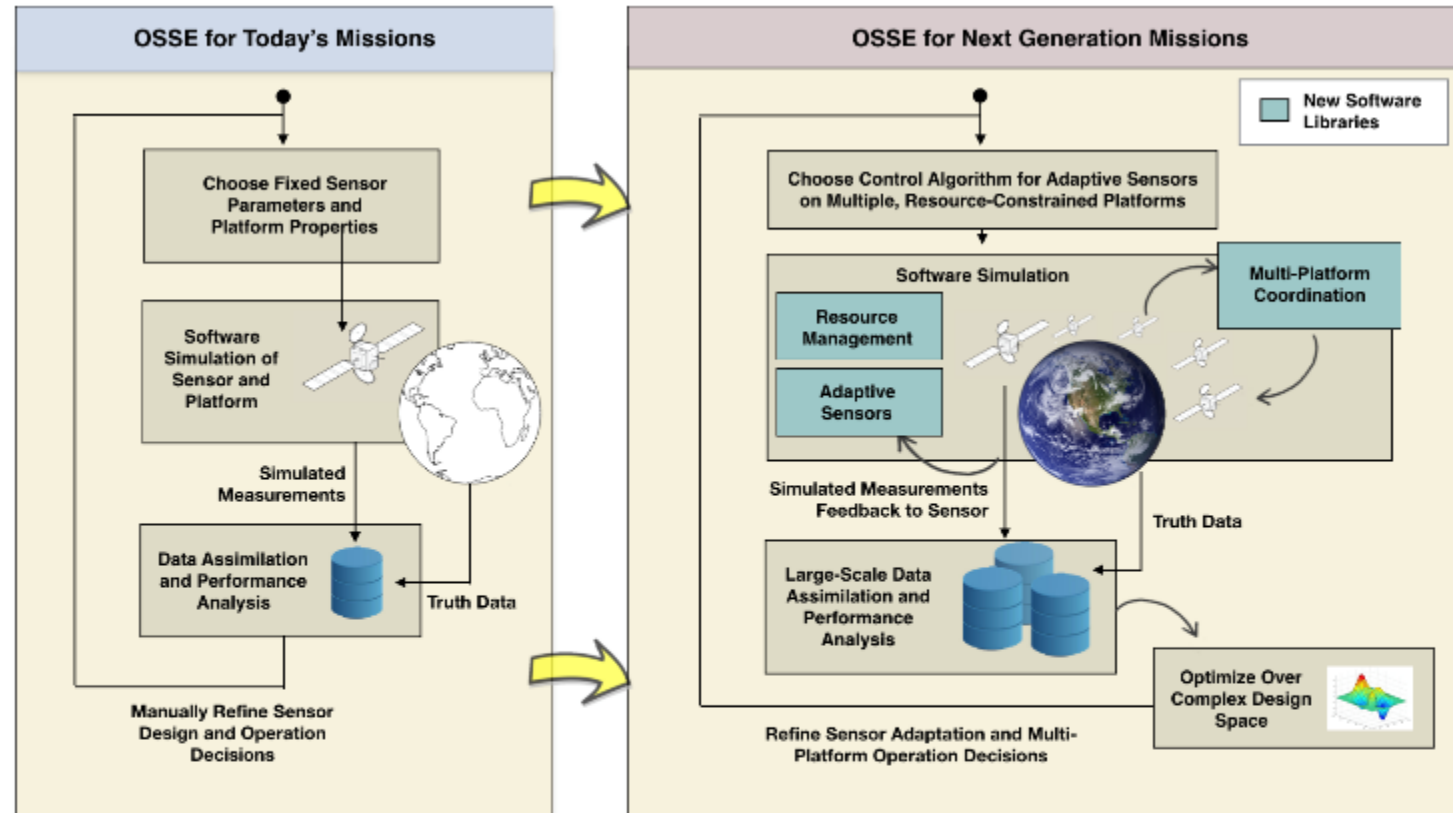 OSSE for Today's Missions
Choose Fixed Sensor
Parameters and
Platform Properties
Software
Simulation of
Sensor and
Platform
Simulated
Measurements
Data Assimilation
and Performance
Analysis
Truth Data
Manually Refine Sensor
Design and Operation
Decisions
OSSE for Next Generation Missions
New Software
Libraries
Choose Control Algorithm for Adaptive Sensors
on Multiple, Resource-Constrained Platforms
Software Simulation
Multi-Platform
Coordination
Resource
Management
Adaptive
Sensors
Simulated Measurements
Feedback to Sensor
Truth Data
Large-Scale Data
Assimilation and
Performance
Analysis
Optimize Over
Complex Design
Space
Refine Sensor Adaptation and Multi-
Platform Operation Decisions